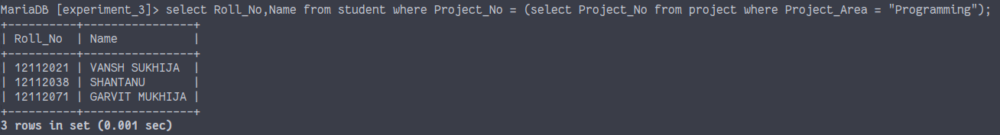 MariaDB [experiment_3]> select Roll_No,Name from student where Project_No = (select Project_No from project where Project_Area = "Programming");
+----------+----------------+
| Roll_No  | Name           |
+----------+----------------+
| 12112021 | VANSH SUKHIJA  |
| 12112038 | SHANTANU       |
| 12112071 | GARVIT MUKHIJA |
+----------+----------------+
3 rows in set (0.001 sec)